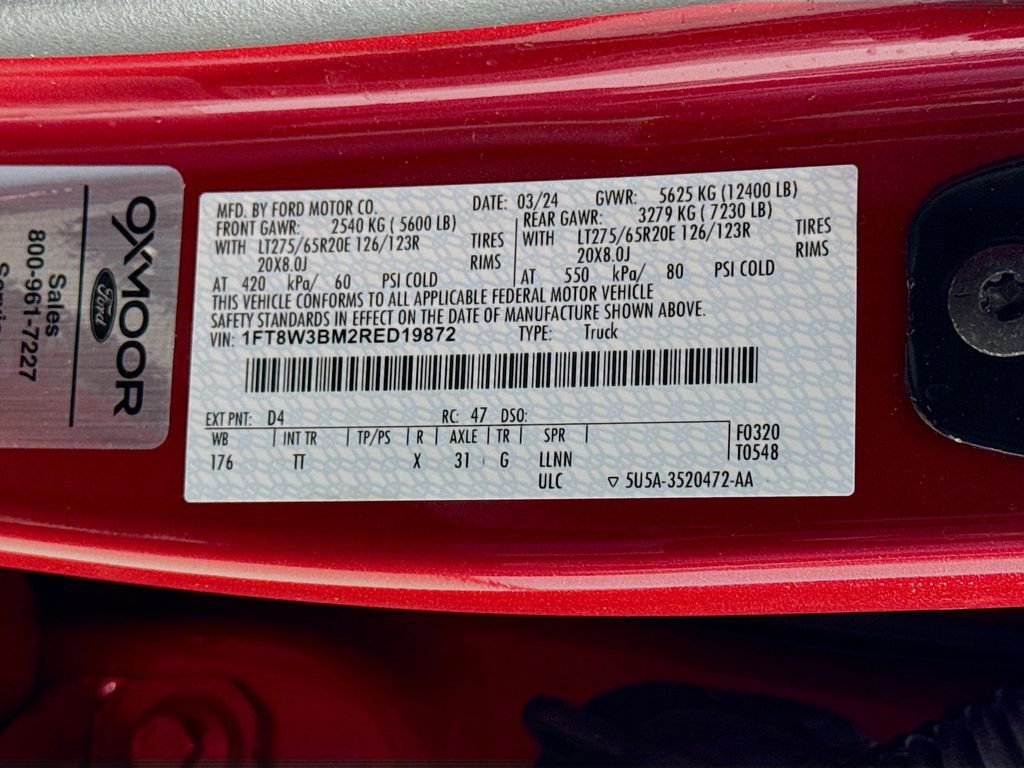 OXMOOR
Ford
Sales
800-961-7227
MFD. BY FORD MOTOR CO. DATE: 03/24 GVWR: 5625 KG (12400 LB)
FRONT GAWR: 2540 KG ( 5600 LB) REAR GAWR: 3279 KG ( 7230 LB)
WITH LT275/65R20E 126/123R TIRES WITH LT275/65R20E 126/123R TIRES
20X8.0J RIMS 20X8.0J RIMS
AT 420 kPa/ 60 PSI COLD AT 550 kPa/ 80 PSI COLD
THIS VEHICLE CONFORMS TO ALL APPLICABLE FEDERAL MOTOR VEHICLE
SAFETY STANDARDS IN EFFECT ON THE DATE OF MANUFACTURE SHOWN ABOVE.
VIN: 1FT8W3BM2RED19872 TYPE: Truck
EXT PNT: D4 RC: 47 DSO:
WB INT TR TP/PS R AXLE TR SPR F0320
176 TT X 31 G LLNN T0548
ULC 5U5A-3520472-AA